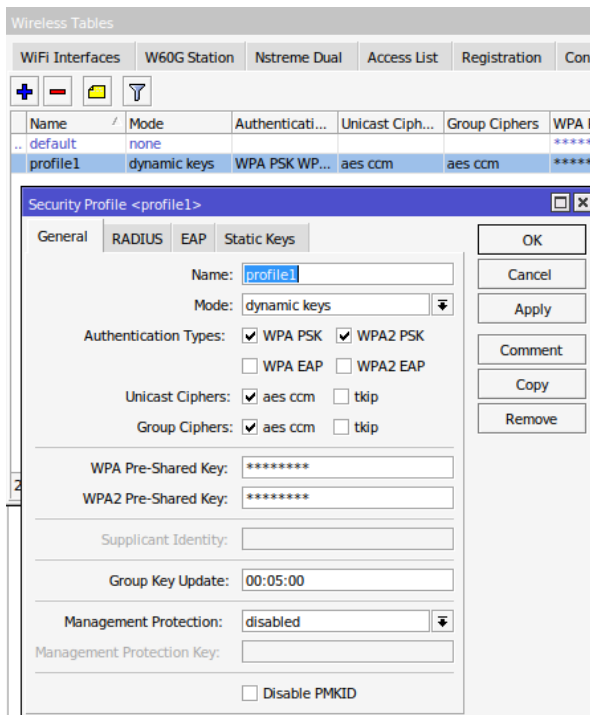 Wireless Tables
WiFi Interfaces W60G Station Nstreme Dual Access List Registration Con
Name / Mode Authenticati... Unicast Ciph... Group Ciphers WPA
.. default none *****
profile1 dynamic keys WPA PSK WP... aes ccm aes ccm *****
Security Profile <profile1>
General RADIUS EAP Static Keys
OK
Name: profile1
Cancel
Mode: dynamic keys
Apply
Authentication Types: WPA PSK WPA2 PSK
Comment
WPA EAP WPA2 EAP
Copy
Unicast Ciphers: aes ccm tkip
Remove
Group Ciphers: aes ccm tkip
WPA Pre-Shared Key: ********
2
WPA2 Pre-Shared Key: ********
Supplicant Identity:
Group Key Update: 00:05:00
Management Protection: disabled
Management Protection Key:
Disable PMKID